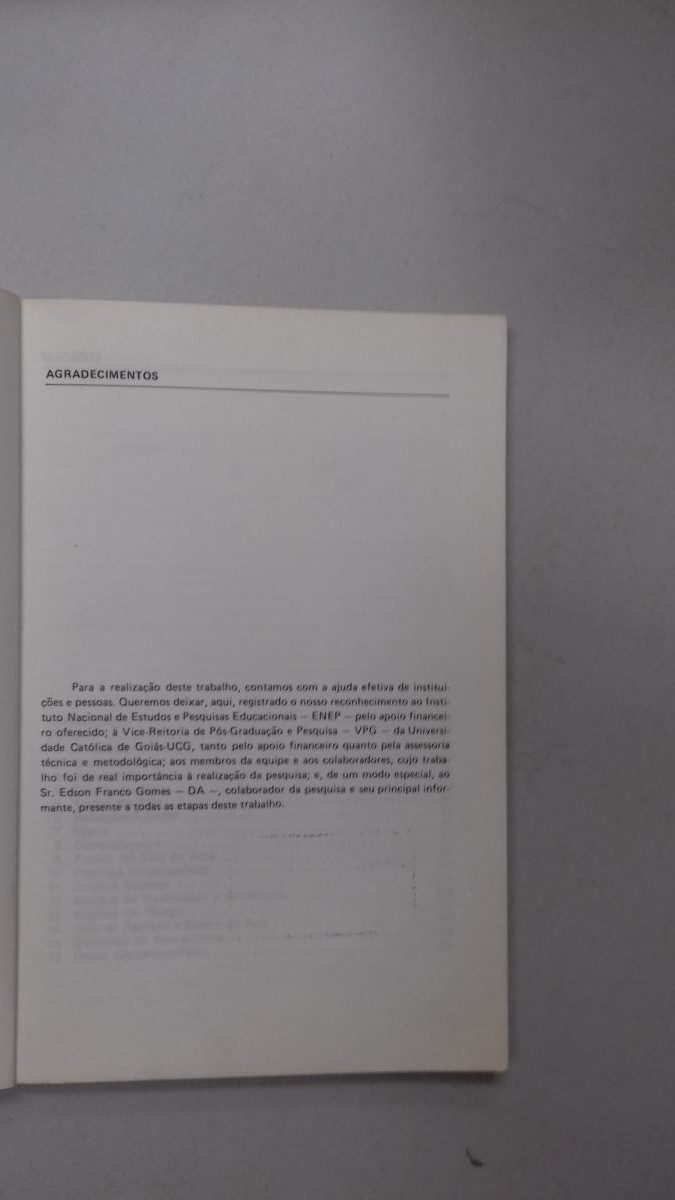 AGRADECIMENTOS
Para a realização deste trabalho, contamos com a ajuda efetiva de institui-
ções e pessoas. Queremos deixar, aqui, registrado o nosso reconhecimento ao Insti-
tuto Nacional de Estudos e Pesquisas Educacionais — ENEP — pelo apoio financei-
ro oferecido; à Vice-Reitoria de Pós-Graduação e Pesquisa — VPG — da Universi-
dade Católica de Goiás-UCG, tanto pelo apoio financeiro quanto pela assessoria
técnica e metodológica; aos membros da equipe e aos colaboradores, cujo traba-
lho foi de real importância à realização da pesquisa; e, de um modo especial, ao
Sr. Edson Franco Gomes — DA —, colaborador da pesquisa e seu principal infor-
mante, presente a todas as etapas deste trabalho.